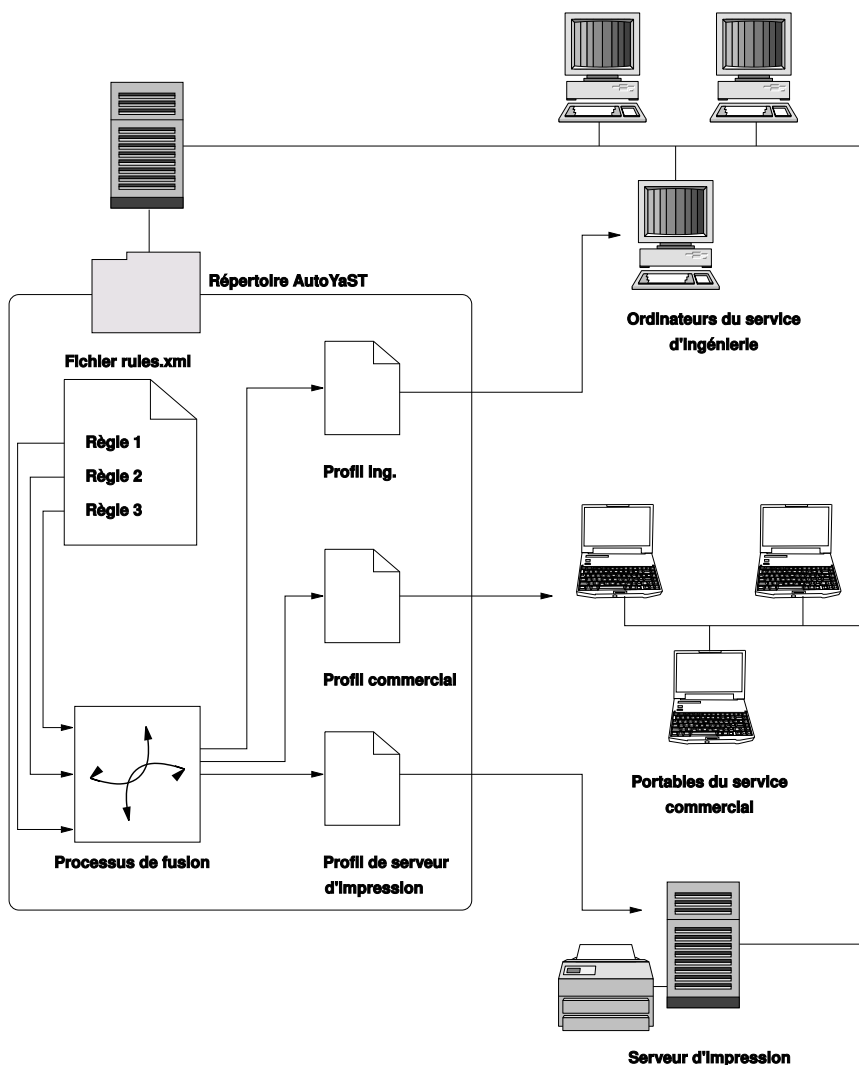 Répertoire AutoYaST
Ordinateurs du service
d'ingénierie
Fichier rules.xml
Règle 1
Règle 2
Règle 3
Profil ing.
Profil commercial
Portables du service
commercial
Processus de fusion
Profil de serveur
d'impression
Serveur d'impression